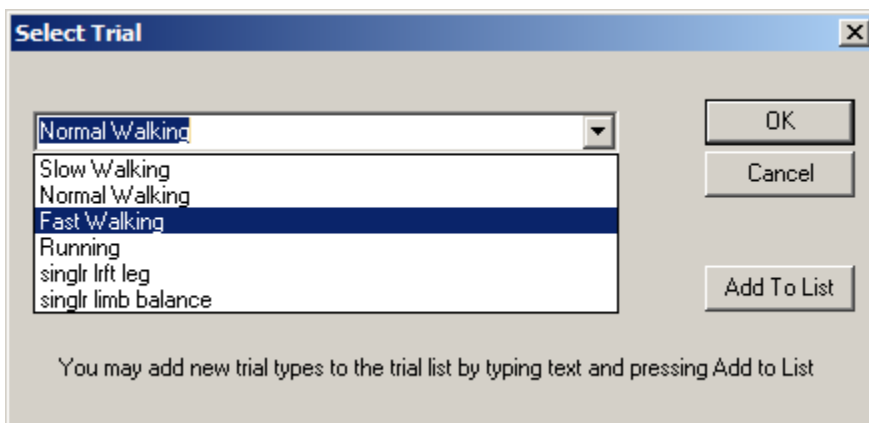 Select Trial
Normal Walking
OK
Slow Walking
Normal Walking
Fast Walking
Running
singlr lrft leg
singlr limb balance
Cancel
Add To List
You may add new trial types to the trial list by typing text and pressing Add to List